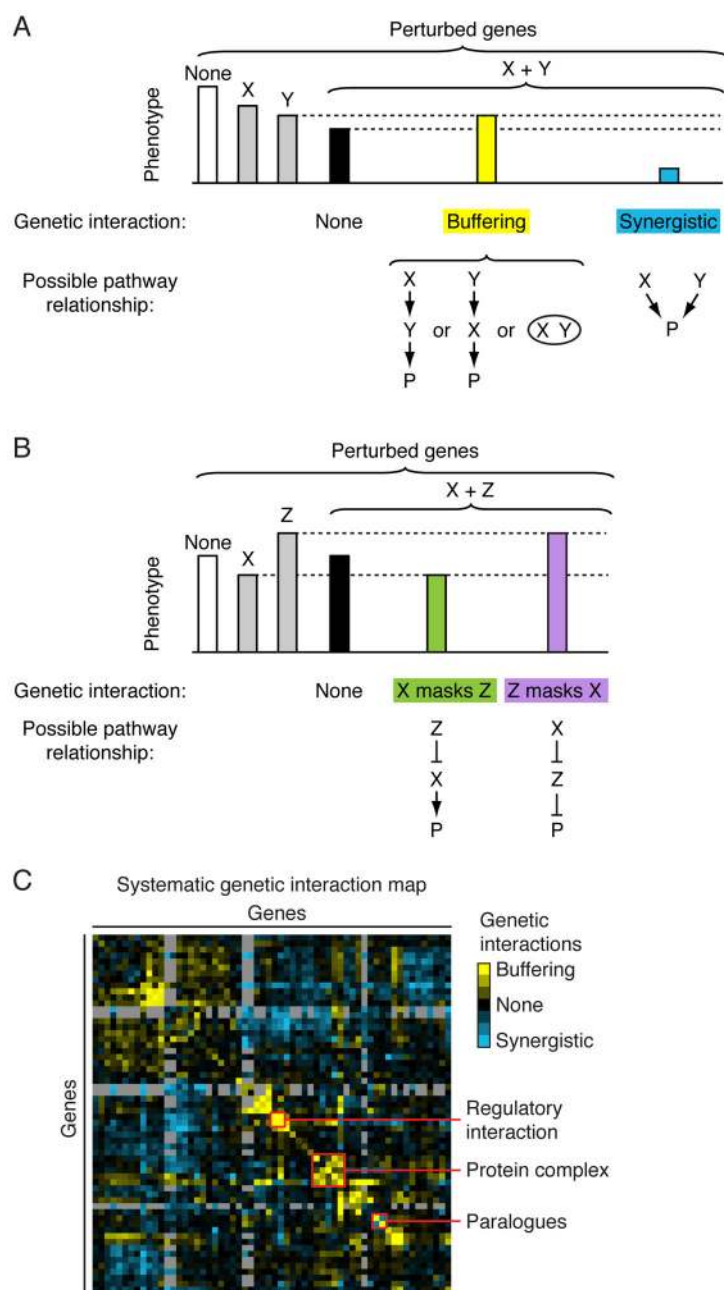 A
Perturbed genes
X + Y
None
X
Y
Phenotype
Genetic interaction:
None
Buffering
Synergistic
Possible pathway
relationship:
X
Y
X
Y
Y or X or X Y
P
P
P
B
Perturbed genes
X + Z
None
X
Z
Phenotype
Genetic interaction:
None
X masks Z
Z masks X
Possible pathway
relationship:
Z
X
X
Z
P
P
C
Systematic genetic interaction map
Genes
Genes
Genetic
interactions
Buffering
None
Synergistic
Regulatory
interaction
Protein complex
Paralogues